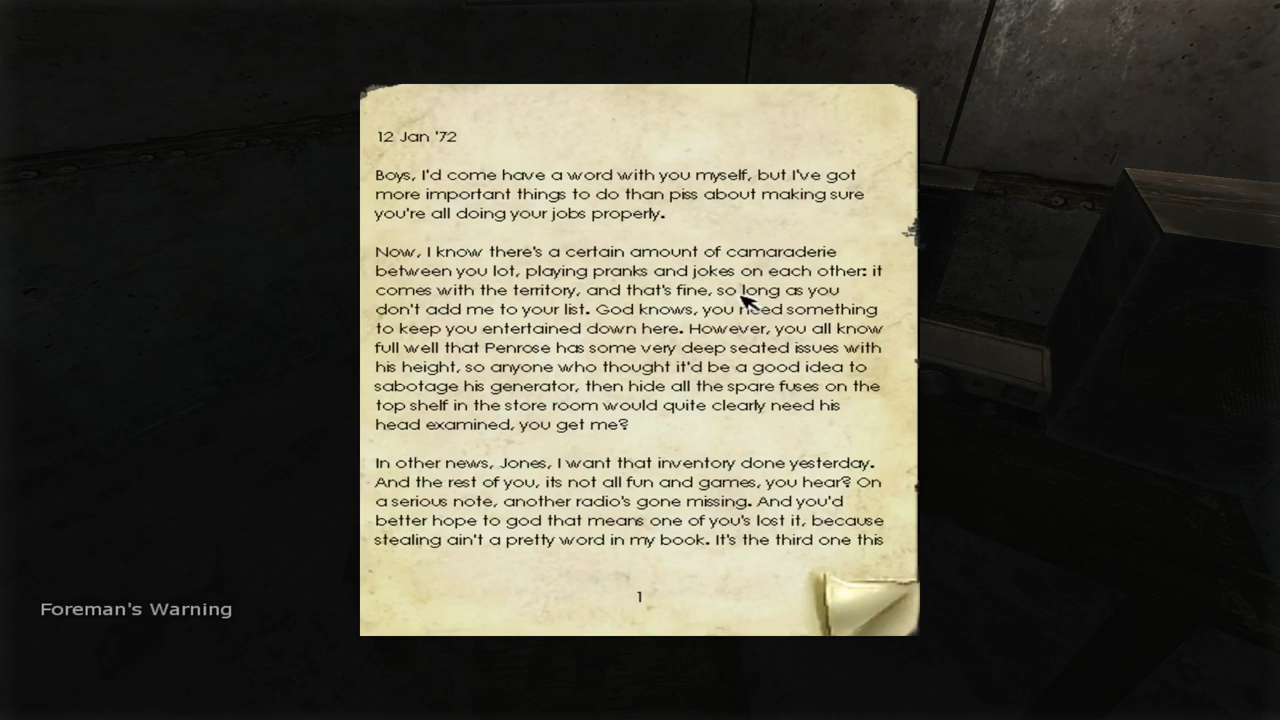 12 Jan '72
Boys, I'd come have a word with you myself, but I've got
more important things to do than piss about making sure
you're all doing your jobs properly.
Now, I know there's a certain amount of camaraderie
between you lot, playing pranks and jokes on each other: it
comes with the territory, and that's fine, so long as you
don't add me to your list. God knows, you need something
to keep you entertained down here. However, you all know
full well that Penrose has some very deep seated issues with
his height, so anyone who thought it'd be a good idea to
sabotage his generator, then hide all the spare fuses on the
top shelf in the store room would quite clearly need his
head examined, you get me?
In other news, Jones, I want that inventory done yesterday.
And the rest of you, its not all fun and games, you hear? On
a serious note, another radio's gone missing. And you'd
better hope to god that means one of you's lost it, because
stealing ain't a pretty word in my book. It's the third one this
1
Foreman's Warning